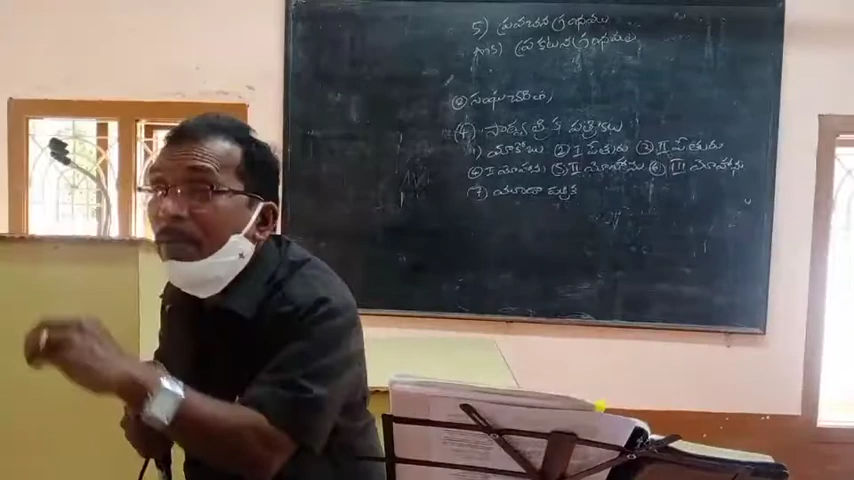 5) ప్రవచన గ్రంథము
ప్రకటన గ్రంథము
సంఘ చరిత్ర
④ సార్వత్రిక పత్రికలు
1) యాకోబు ② I పేతురు ③ II పేతురు
④ I యోహాను ⑤ II యోహాను ⑥ III యోహాను
⑦ యూదా పత్రిక